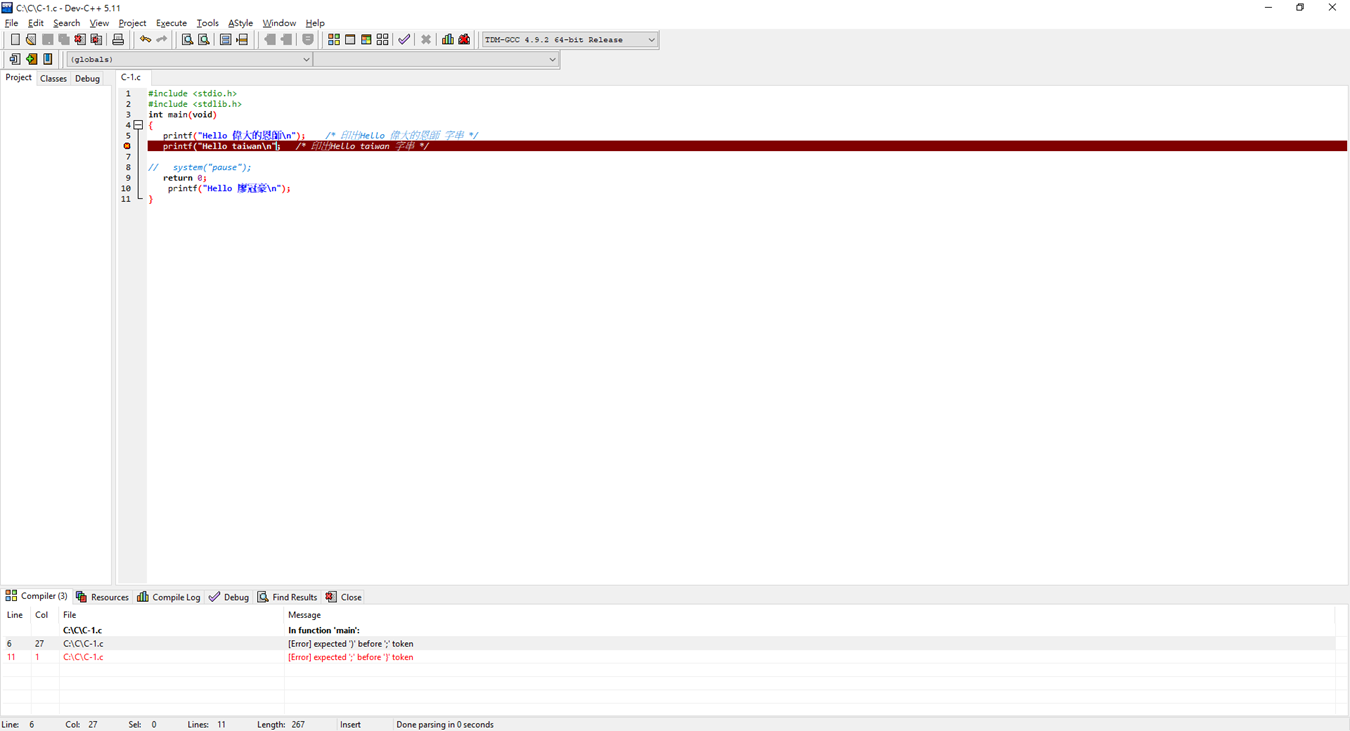 C:\C\C-1.c - Dev-C++ 5.11
File Edit Search View Project Execute Tools AStyle Window Help
TDM-GCC 4.9.2 64-bit Release
(globals)
Project Classes Debug C-1.c
1 #include <stdio.h>
2 #include <stdlib.h>
3 int main(void)
4 {
5 printf("Hello 偉大的恩師\n"); /* 印出Hello 偉大的恩師 字串 */
printf("Hello taiwan\n"; /* 印出Hello taiwan 字串 */
7
8 // system("pause");
9 return 0;
10 printf("Hello 廖冠豪\n");
11 }
Compiler (3) Resources Compile Log Debug Find Results Close
Line Col File Message
C:\C\C-1.c In function 'main':
6 27 C:\C\C-1.c [Error] expected ')' before ';' token
11 1 C:\C\C-1.c [Error] expected ';' before '}' token
Line: 6 Col: 27 Sel: 0 Lines: 11 Length: 267 Insert Done parsing in 0 seconds